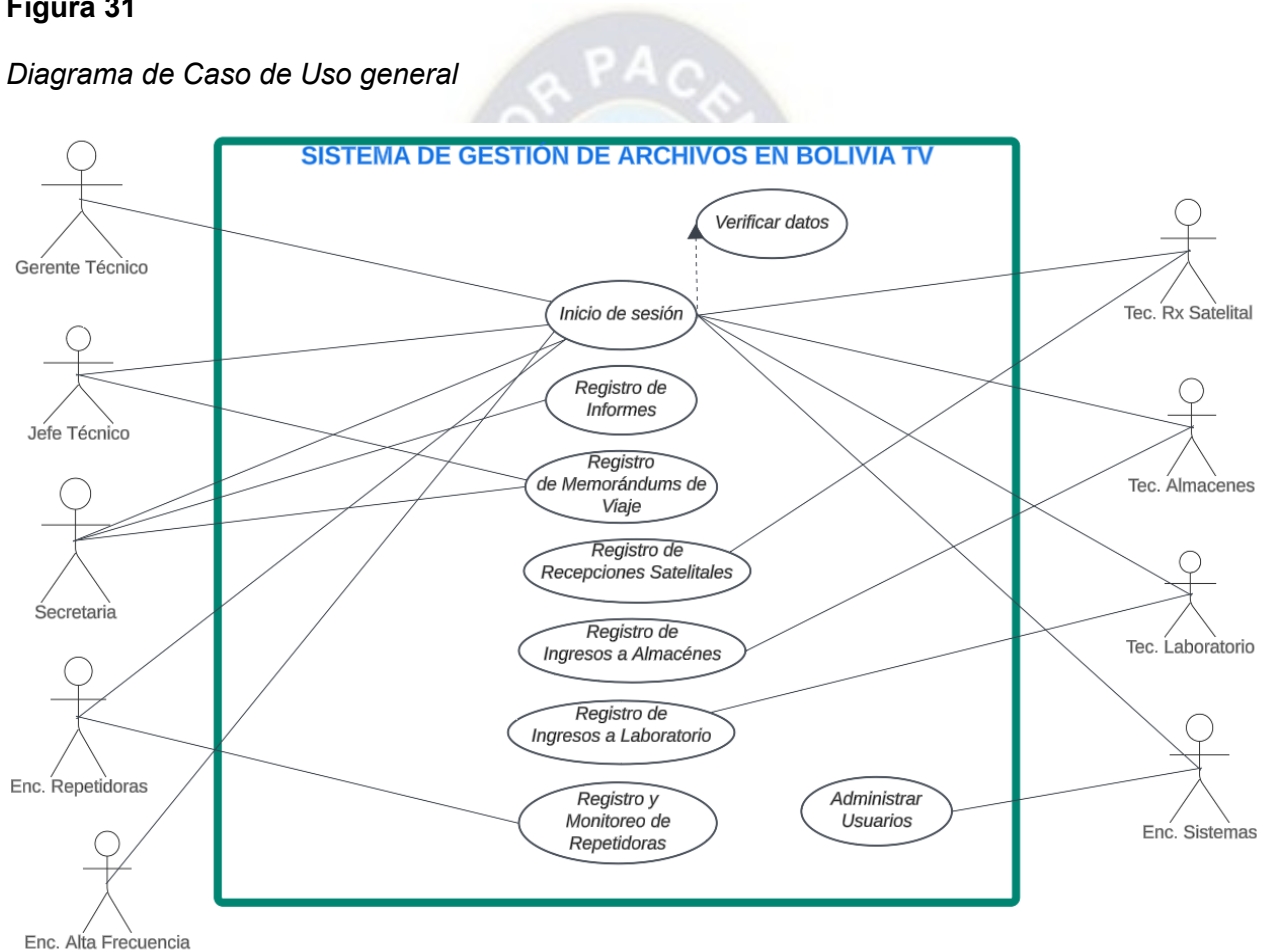 Figura 31
Diagrama de Caso de Uso general
OR PACE
SISTEMA DE GESTIÓN DE ARCHIVOS EN BOLIVIA TV
Verificar datos
Gerente Técnico
Inicio de sesión
Tec. Rx Satelital
Registro de
Informes
Jefe Técnico
Registro
de Memorándums de
Viaje
Tec. Almacenes
Registro de
Recepciones Satelitales
Secretaria
Registro de
Ingresos a Almacénes
Tec. Laboratorio
Registro de
Ingresos a Laboratorio
Enc. Repetidoras
Registro y
Monitoreo de
Repetidoras
Administrar
Usuarios
Enc. Sistemas
Enc. Alta Frecuencia